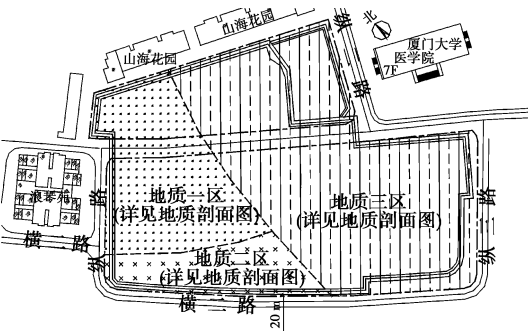 山海花园
山海花园
纵
路
北
厦门大学
医学院
7F
浪琴苑
横
路
纵
路
地质一区
(详见地质剖面图)
地质三区
(详见地质剖面图)
地质二区
(详见地质剖面图)
纵二路
横二路
20 m